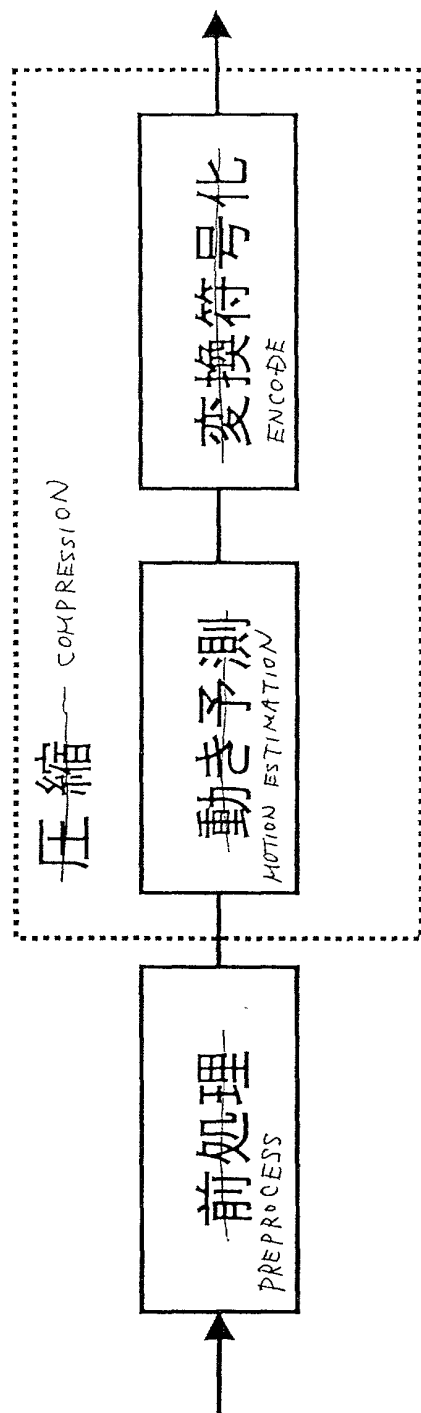 圧縮 COMPRESSION
前処理
PREPROCESS
動き予測
MOTION ESTIMATION
変換符号化
ENCODE